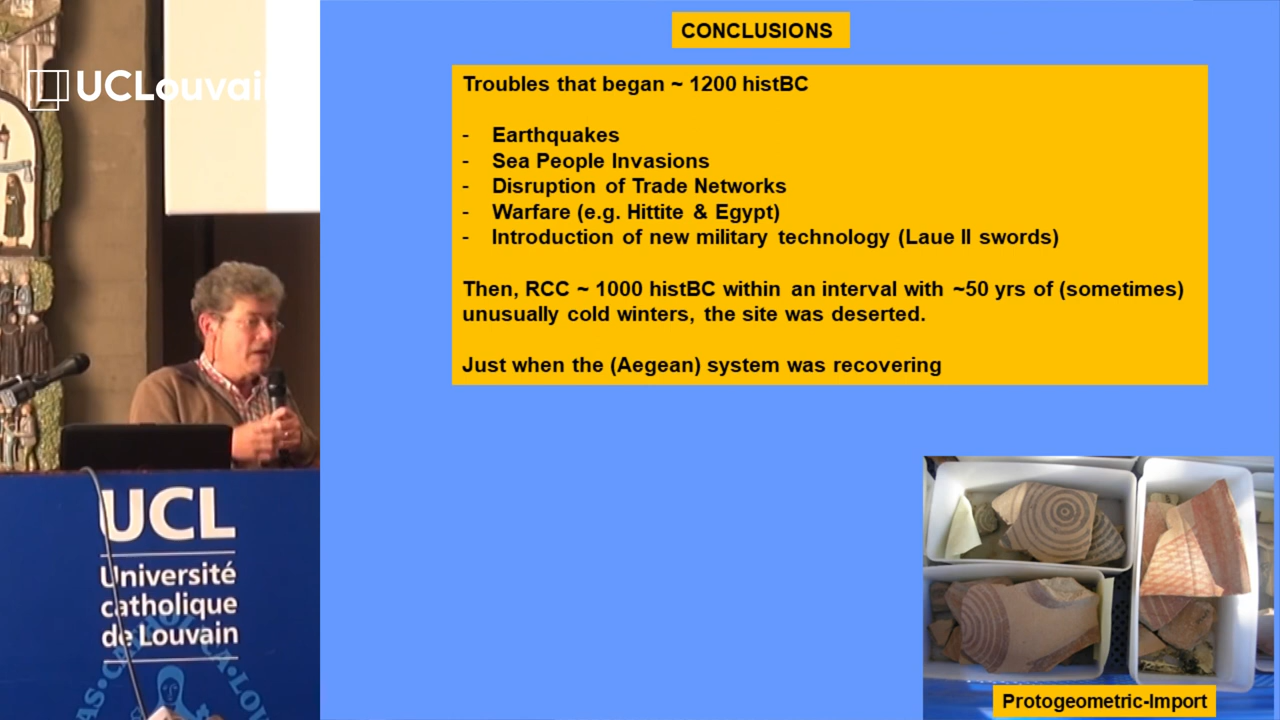 UCLouvain
UCL
Université
catholique
de Louvain
CONCLUSIONS
Troubles that began ~ 1200 histBC
- Earthquakes
- Sea People Invasions
- Disruption of Trade Networks
- Warfare (e.g. Hittite & Egypt)
- Introduction of new military technology (Laue II swords)
Then, RCC ~ 1000 histBC within an interval with ~50 yrs of (sometimes)
unusually cold winters, the site was deserted.
Just when the (Aegean) system was recovering
Protogeometric-Import